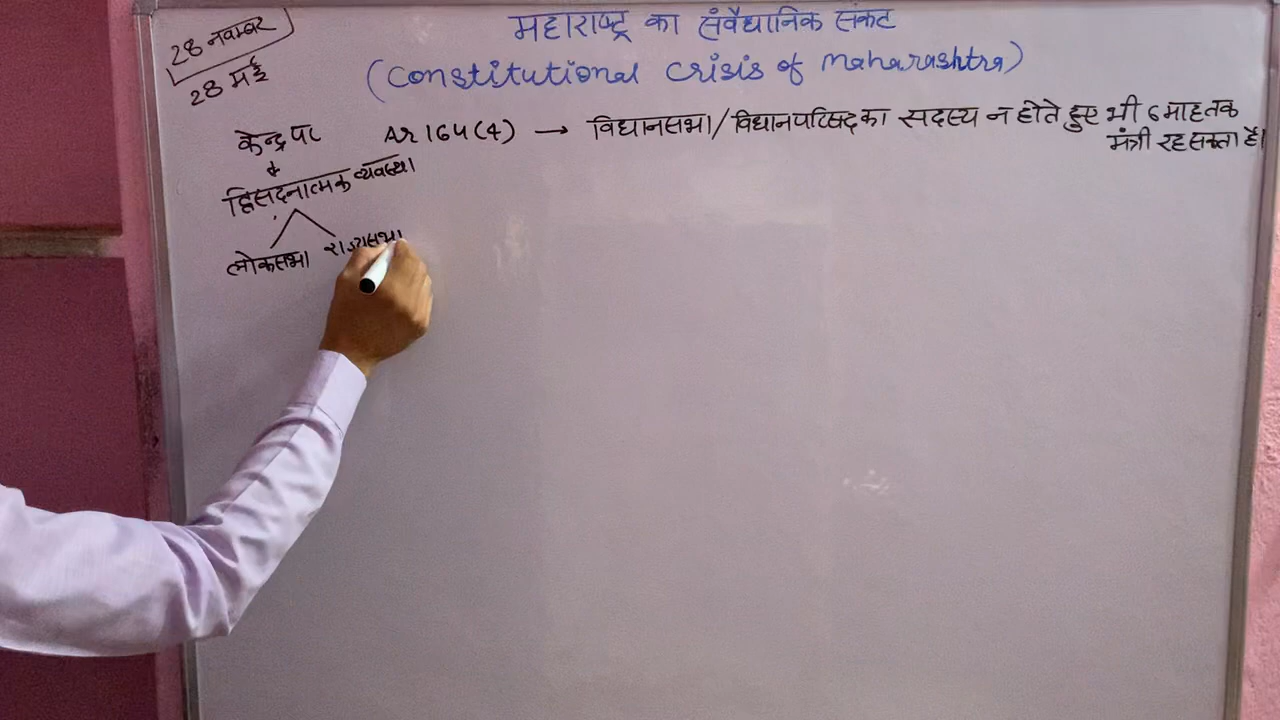 महाराष्ट्र का संवैधानिक संकट
(Constitutional Crisis of Maharashtra)
28 नवम्बर
28 मई
केन्द्र पर
Ar 164(4) → विधानसभा/विधानपरिषद का सदस्य न होते हुए भी 6 माह तक
मंत्री रह सकता है।
द्विसदनात्मक व्यवस्था
लोकसभा राज्यसभा